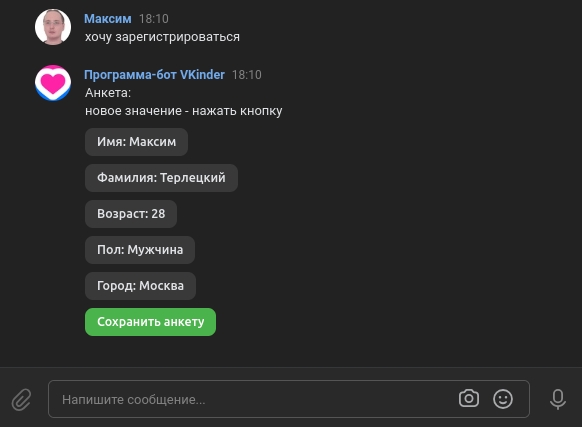 Максим 18:10
хочу зарегистрироваться
Программа-бот VKinder 18:10
Анкета:
новое значение - нажать кнопку
Имя: Максим
Фамилия: Терлецкий
Возраст: 28
Пол: Мужчина
Город: Москва
Сохранить анкету
Напишите сообщение...